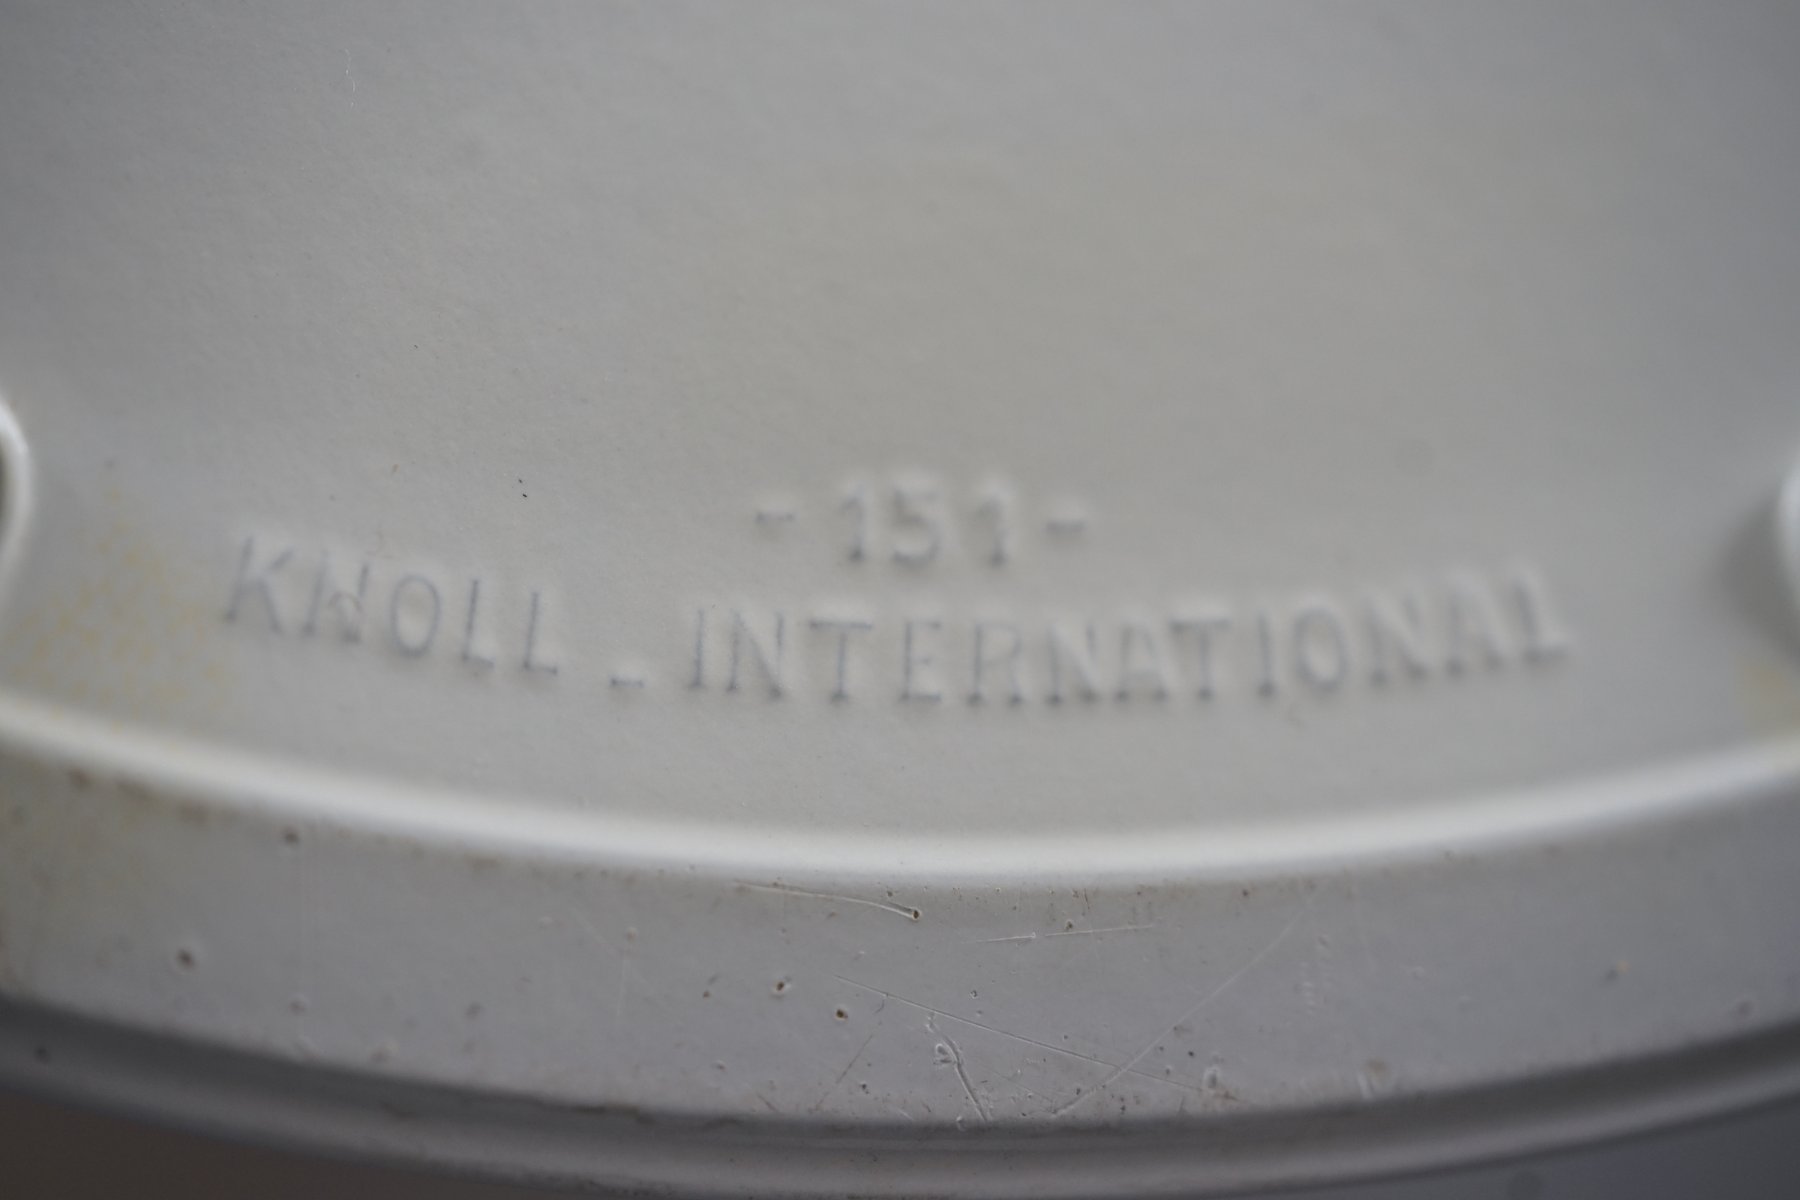 - 151 -
KNOLL - INTERNATIONAL